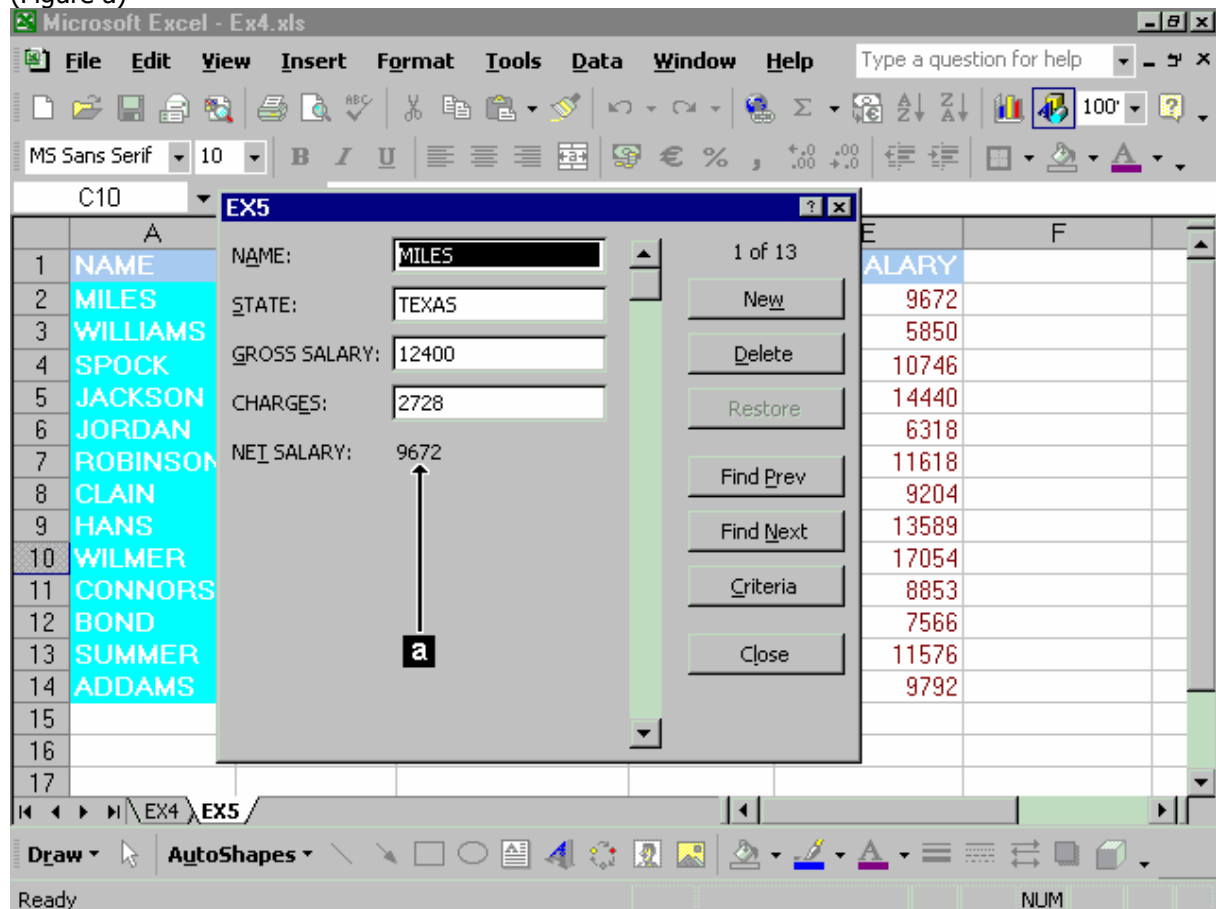 (Figure a)
Microsoft Excel - Ex4.xls
File Edit View Insert Format Tools Data Window Help Type a question for help
ABC Σ 100%
MS Sans Serif 10 B I U € % , .00 .00 A
C10
EX5
A E F
1 NAME ALARY
2 MILES 9672
3 WILLIAMS 5850
4 SPOCK 10746
5 JACKSON 14440
6 JORDAN 6318
7 ROBINSON 11618
8 CLAIN 9204
9 HANS 13589
10 WILMER 17054
11 CONNORS 8853
12 BOND 7566
13 SUMMER 11576
14 ADDAMS 9792
15
16
17
NAME: MILES
STATE: TEXAS
GROSS SALARY: 12400
CHARGES: 2728
NET SALARY: 9672
a
1 of 13
New
Delete
Restore
Find Prev
Find Next
Criteria
Close
EX4 EX5
Draw AutoShapes A
Ready NUM